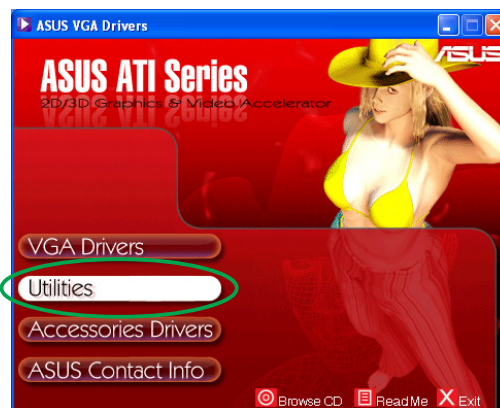 ASUS VGA Drivers
ASUS
ASUS ATI Series
2D/3D Graphics & Video Accelerator
VGA Drivers
Utilities
Accessories Drivers
ASUS Contact Info
Browse CD ReadMe X Exit